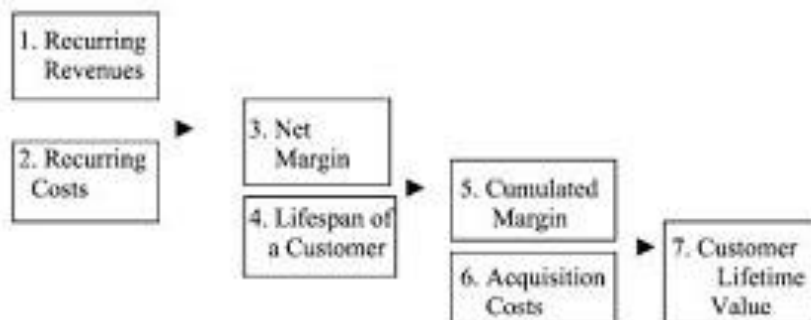 1. Recurring
Revenues
2. Recurring
Costs
3. Net
Margin
4. Lifespan of
a Customer
5. Cumulated
Margin
6. Acquisition
Costs
7. Customer
Lifetime
Value